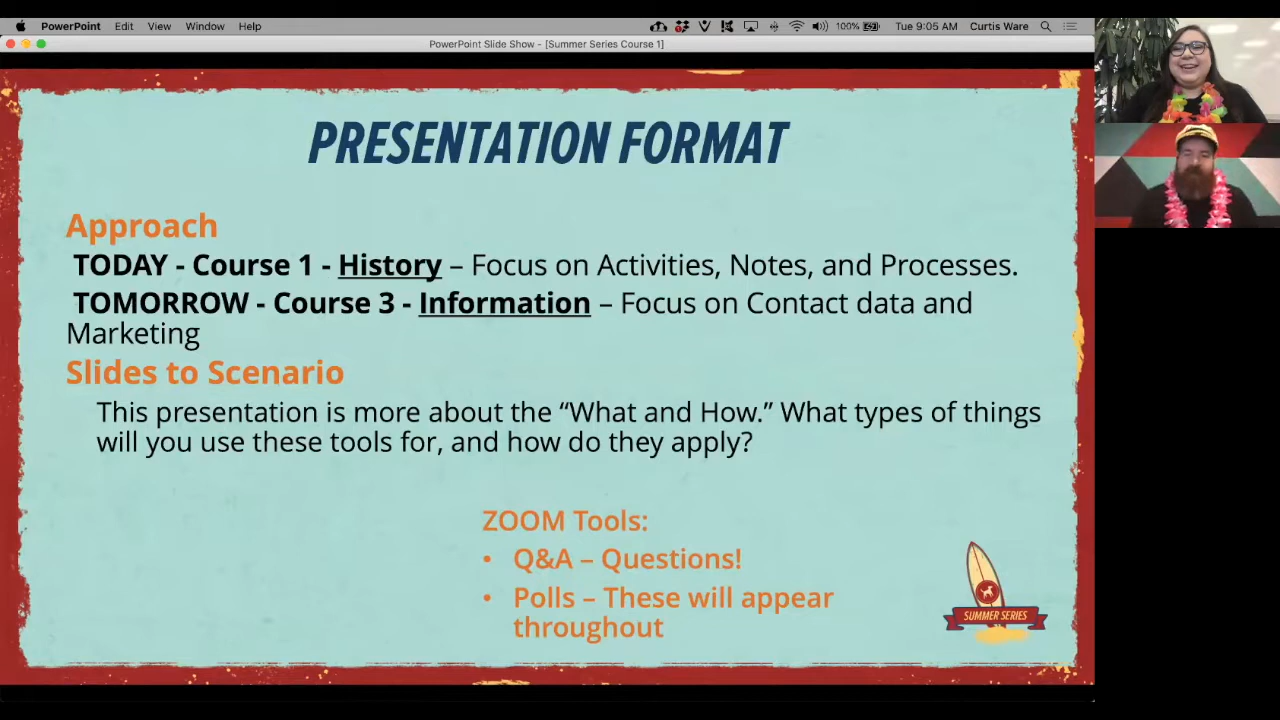 PowerPoint Edit View Window Help 100% Tue 9:05 AM Curtis Ware
PowerPoint Slide Show - [Summer Series Course 1]
PRESENTATION FORMAT
Approach
TODAY - Course 1 - History – Focus on Activities, Notes, and Processes.
TOMORROW - Course 3 - Information – Focus on Contact data and
Marketing
Slides to Scenario
This presentation is more about the “What and How.” What types of things
will you use these tools for, and how do they apply?
ZOOM Tools:
• Q&A – Questions!
• Polls – These will appear
throughout
SUMMER SERIES